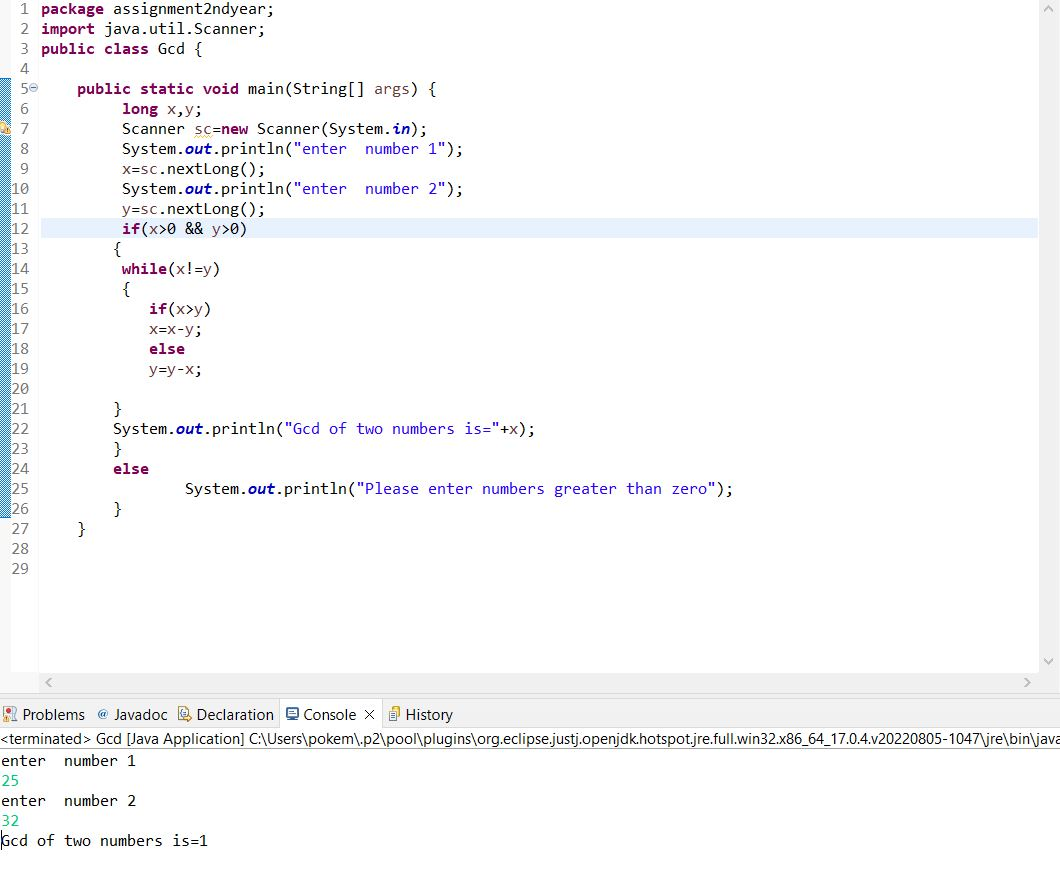 1 package assignment2ndyear;
2 import java.util.Scanner;
3 public class Gcd {
4
5 public static void main(String[] args) {
6 long x,y;
7 Scanner sc=new Scanner(System.in);
8 System.out.println("enter  number 1");
9 x=sc.nextLong();
10 System.out.println("enter  number 2");
11 y=sc.nextLong();
12 if(x>0 && y>0)
13 {
14 while(x!=y)
15 {
16 if(x>y)
17 x=x-y;
18 else
19 y=y-x;
20
21 }
22 System.out.println("Gcd of two numbers is="+x);
23 }
24 else
25 System.out.println("Please enter numbers greater than zero");
26 }
27 }
28
29
Problems @ Javadoc Declaration Console History
<terminated> Gcd [Java Application] C:\Users\pokem\.p2\pool\plugins\org.eclipse.justj.openjdk.hotspot.jre.full.win32.x86_64_17.0.4.v20220805-1047\jre\bin\java
enter  number 1
25
enter  number 2
32
Gcd of two numbers is=1